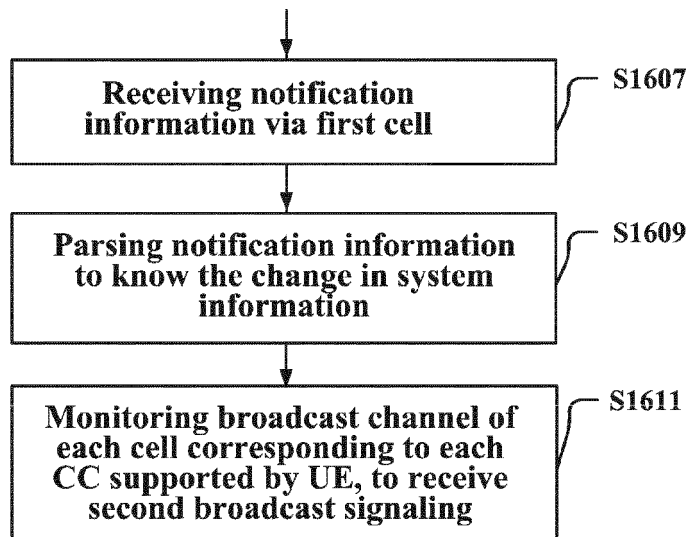 Receiving notification
information via first cell
S1607
Parsing notification information
to know the change in system
information
S1609
Monitoring broadcast channel of
each cell corresponding to each
CC supported by UE, to receive
second broadcast signaling
S1611